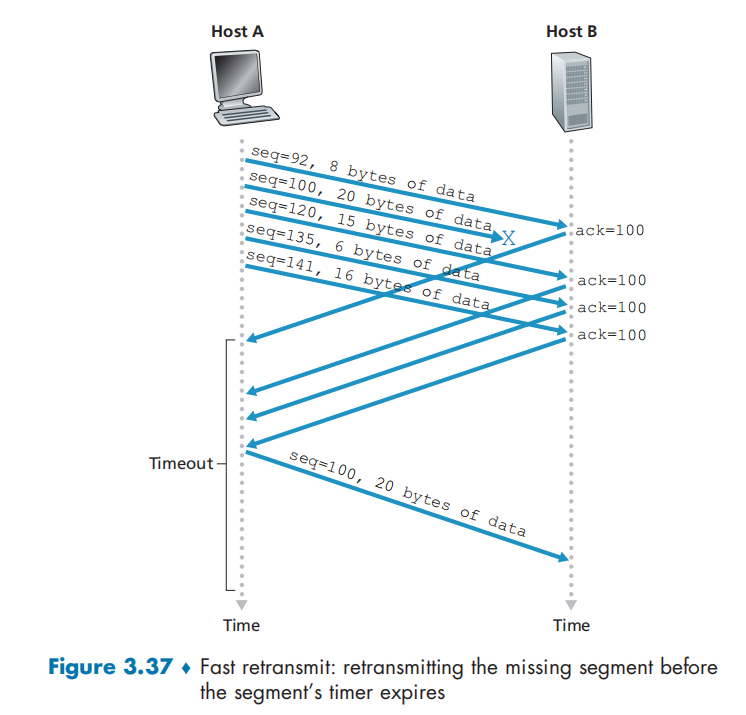 Host A
Host B
seq=92, 8 bytes of data
seq=100, 20 bytes of data
seq=120, 15 bytes of data
seq=135, 6 bytes of data
seq=141, 16 bytes of data
X
ack=100
ack=100
ack=100
ack=100
Timeout
seq=100, 20 bytes of data
Time
Time
Figure 3.37 ♦ Fast retransmit: retransmitting the missing segment before
the segment’s timer expires